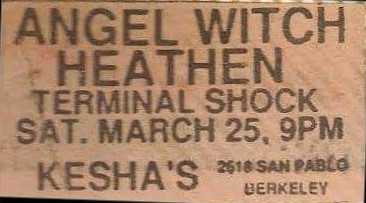 ANGEL WITCH
HEATHEN
TERMINAL SHOCK
SAT. MARCH 25, 9PM
KESHA'S 2618 SAN PABLO
BERKELEY